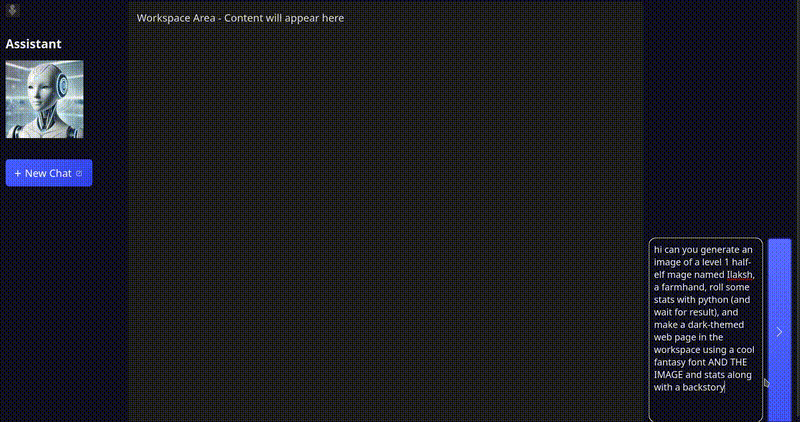 Workspace Area - Content will appear here
Assistant
+ New Chat
hi can you generate an
image of a level 1 half-
elf mage named Ilaksh,
a farmhand, roll some
stats with python (and
wait for result), and
make a dark-themed
web page in the
workspace using a cool
fantasy font AND THE
IMAGE and stats along
with a backstory